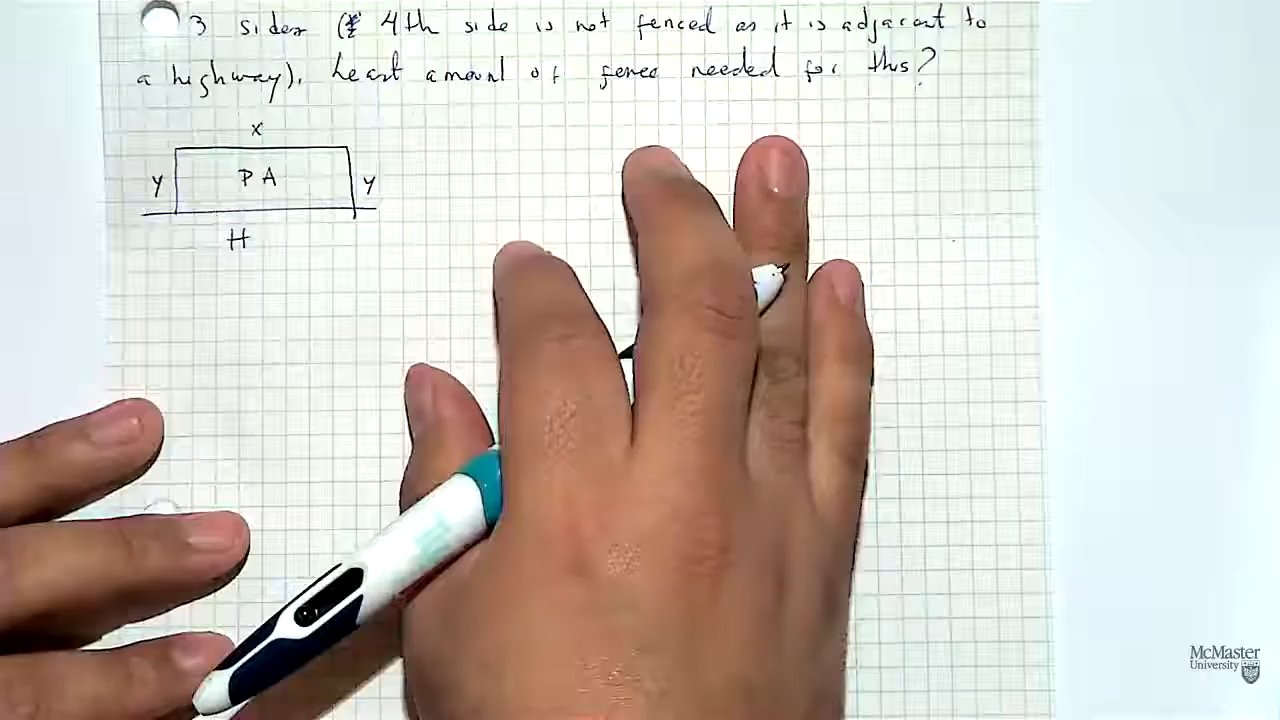 3 sides ( 4th side is not fenced as it is adjacent to
a highway). Least amount of fence needed for this?
x
y PA y
H
McMaster
University